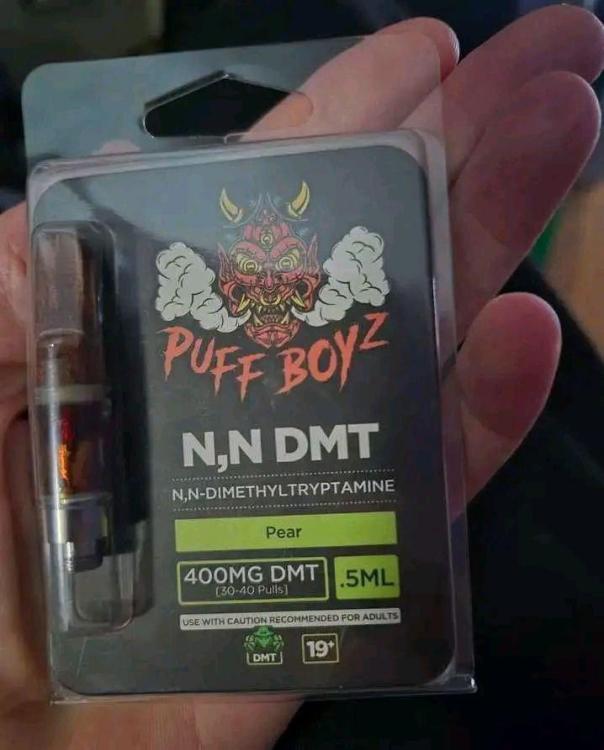 PUFF BOYZ
N,N DMT
N,N-DIMETHYLTRYPTAMINE
Pear
400MG DMT
[30-40 Pulls]
.5ML
USE WITH CAUTION RECOMMENDED FOR ADULTS
DMT
19+